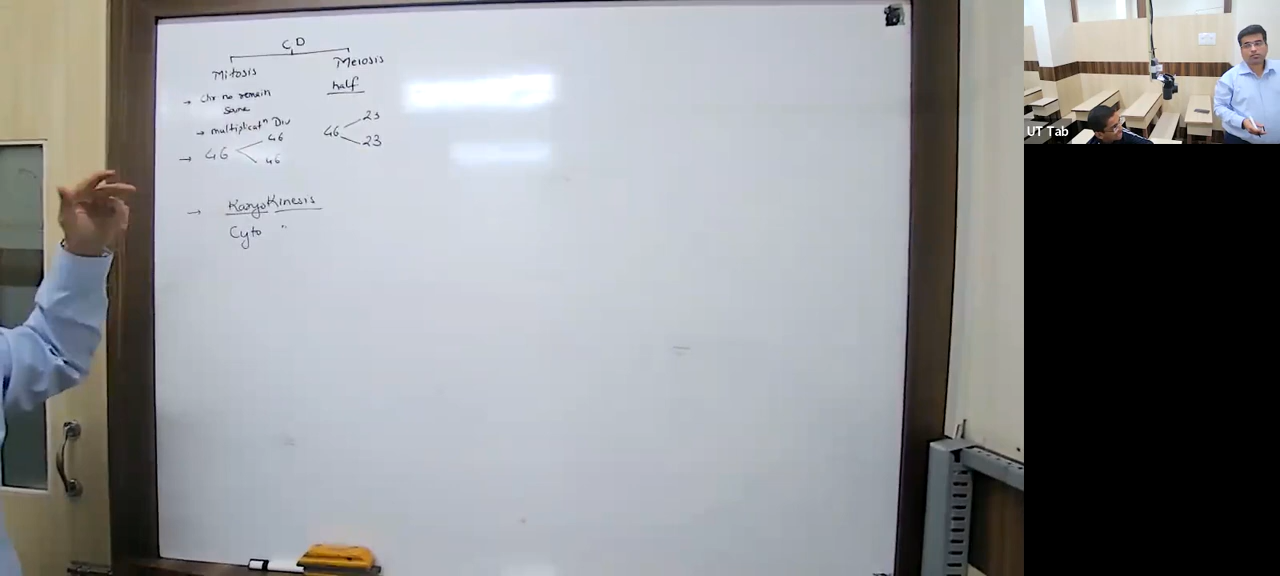 CD
Mitosis
Meiosis
→ Chr no remain
same
half
→ multiplicatⁿ Div
→ 46 46
46
46 23
23
→ KaryoKinesis
Cyto "
UT Tab